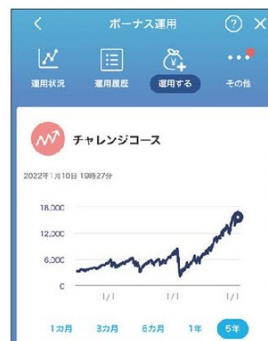 ボーナス運用
運用状況 運用履歴 運用する その他
チャレンジコース
2022年1月10日 19時27分
18,000
12,000
6,000
0
1/1 1/1 1/1
1カ月 3カ月 6カ月 1年 5年